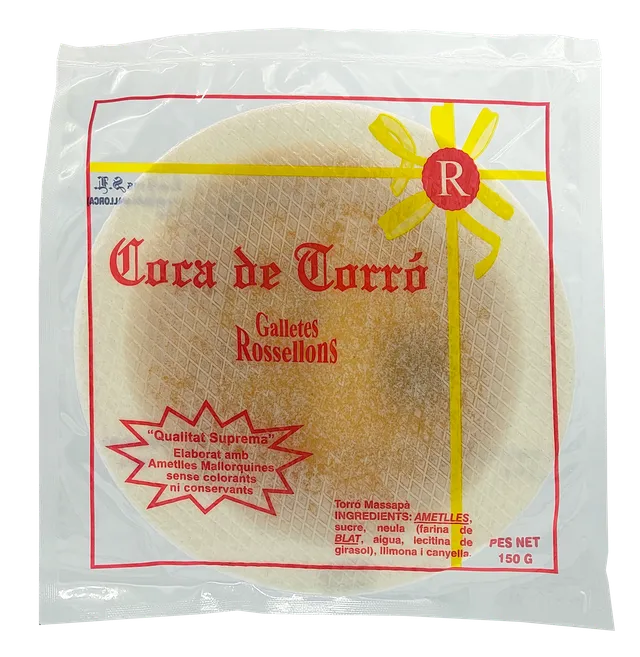 R
Coca de Torró
Galletes
Rossellons
"Qualitat Suprema"
Elaborat amb
Ametlles Mallorquines
sense colorants
ni conservants
Torró Massapà
INGREDIENTS: AMETLLES,
sucre, neula (farina de
BLAT, aigua, lecitina de
girasol), llimona i canyella.
PES NET
150 G